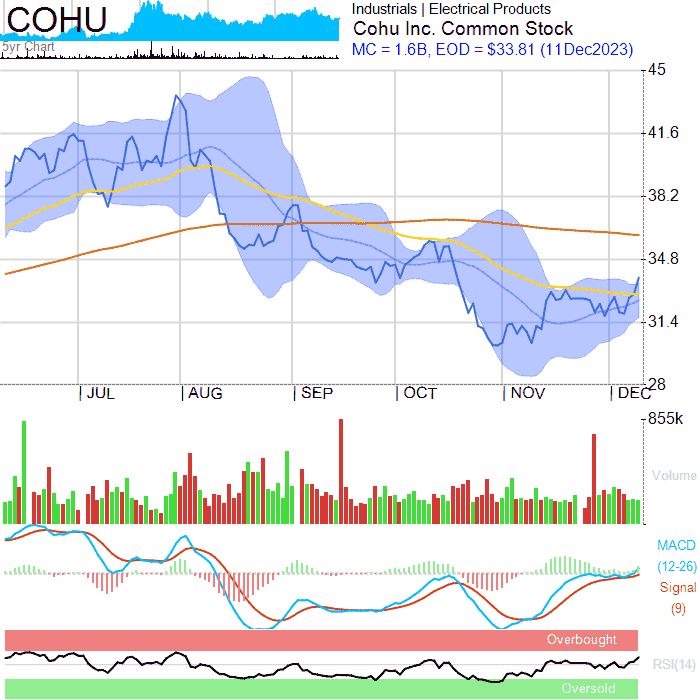 COHU
5yr Chart
Industrials | Electrical Products
Cohu Inc. Common Stock
MC = 1.6B, EOD = $33.81 (11Dec2023)
45
41.6
38.2
34.8
31.4
28
| JUL | AUG | SEP | OCT | NOV | DEC
855k
Volume
MACD
(12-26)
Signal
(9)
Overbought
RSI(14)
Oversold